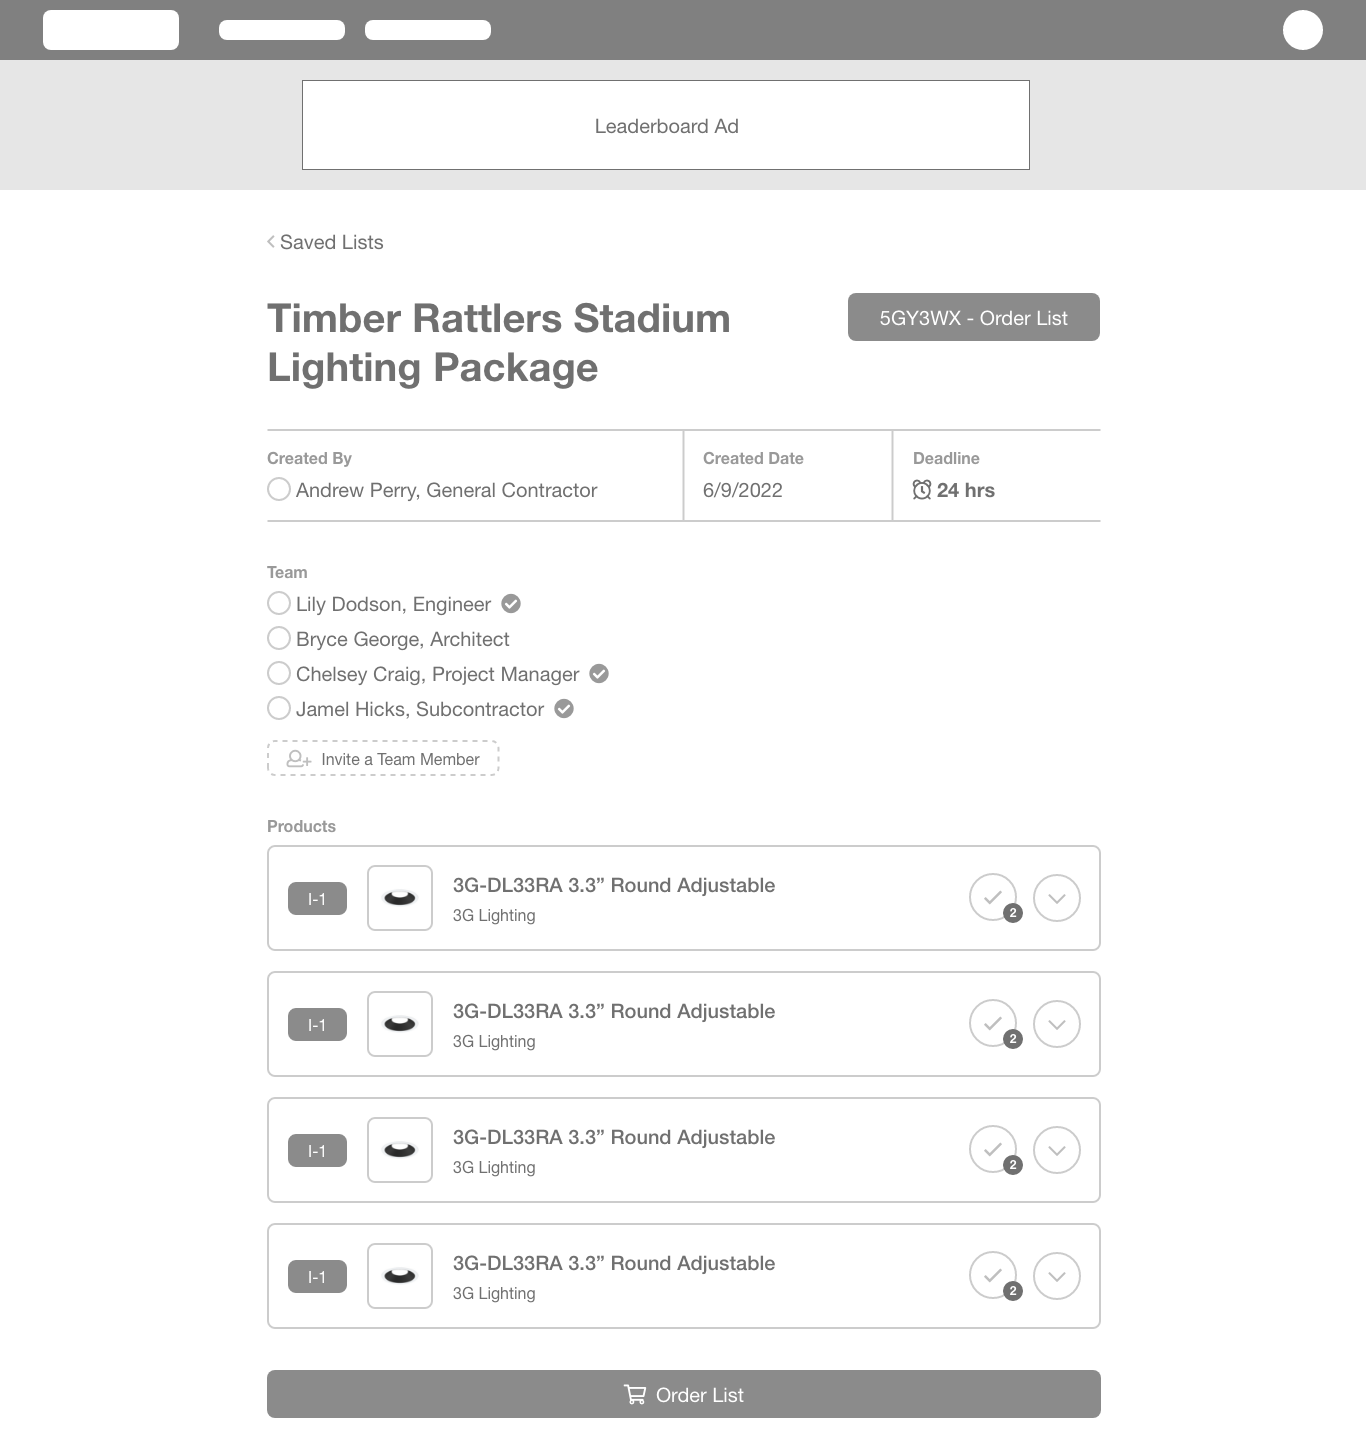 Leaderboard Ad
Saved Lists
Timber Rattlers Stadium
Lighting Package
5GY3WX - Order List
Created By
Andrew Perry, General Contractor
Created Date
6/9/2022
Deadline
24 hrs
Team
Lily Dodson, Engineer
Bryce George, Architect
Chelsey Craig, Project Manager
Jamel Hicks, Subcontractor
Invite a Team Member
Products
I-1
3G-DL33RA 3.3” Round Adjustable
3G Lighting
2
I-1
3G-DL33RA 3.3” Round Adjustable
3G Lighting
2
I-1
3G-DL33RA 3.3” Round Adjustable
3G Lighting
2
I-1
3G-DL33RA 3.3” Round Adjustable
3G Lighting
2
Order List